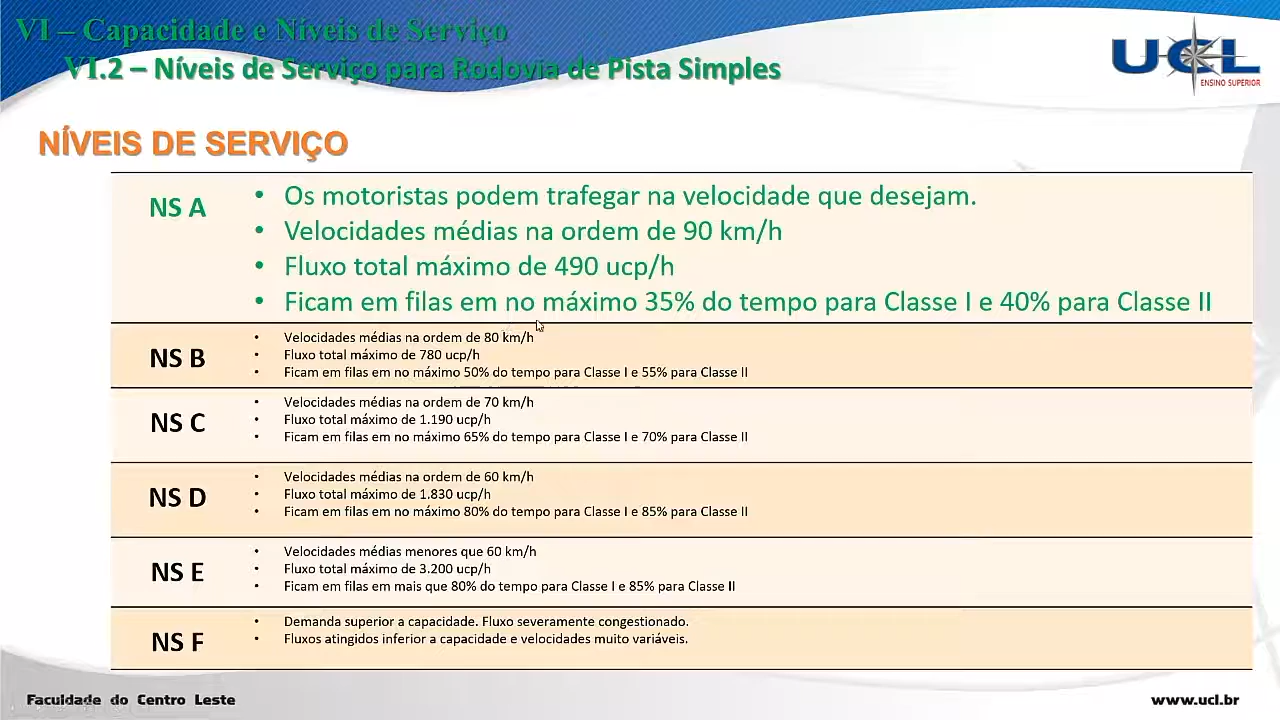 VI – Capacidade e Níveis de Serviço
VI.2 – Níveis de Serviço para Rodovia de Pista Simples
UCL
ENSINO SUPERIOR
NÍVEIS DE SERVIÇO
NS A
• Os motoristas podem trafegar na velocidade que desejam.
• Velocidades médias na ordem de 90 km/h
• Fluxo total máximo de 490 ucp/h
• Ficam em filas em no máximo 35% do tempo para Classe I e 40% para Classe II
NS B
• Velocidades médias na ordem de 80 km/h
• Fluxo total máximo de 780 ucp/h
• Ficam em filas em no máximo 50% do tempo para Classe I e 55% para Classe II
NS C
• Velocidades médias na ordem de 70 km/h
• Fluxo total máximo de 1.190 ucp/h
• Ficam em filas em no máximo 65% do tempo para Classe I e 70% para Classe II
NS D
• Velocidades médias na ordem de 60 km/h
• Fluxo total máximo de 1.830 ucp/h
• Ficam em filas em no máximo 80% do tempo para Classe I e 85% para Classe II
NS E
• Velocidades médias menores que 60 km/h
• Fluxo total máximo de 3.200 ucp/h
• Ficam em filas em mais que 80% do tempo para Classe I e 85% para Classe II
NS F
• Demanda superior a capacidade. Fluxo severamente congestionado.
• Fluxos atingidos inferior a capacidade e velocidades muito variáveis.
Faculdade do Centro Leste
www.ucl.br